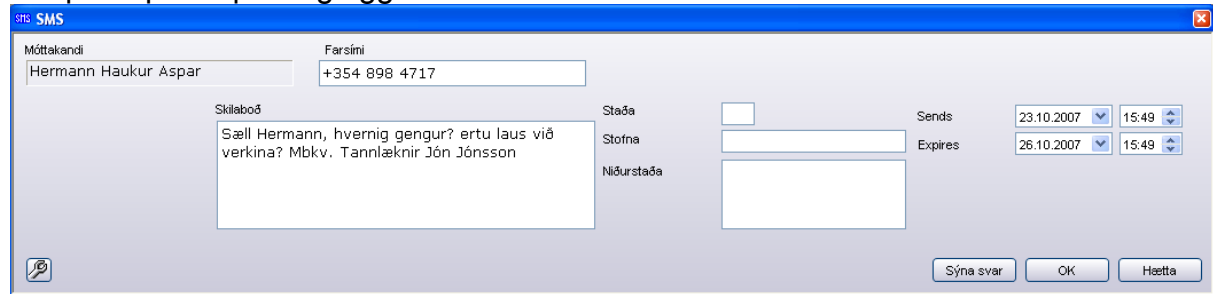 SMS SMS
Móttakandi Farsími
Hermann Haukur Aspar +354 898 4717
Skilaboð Staða Sends 23.10.2007 15:49
Sæll Hermann, hvernig gengur? ertu laus við
verkina? Mbkv. Tannlæknir Jón Jónsson
Stofna Expires 26.10.2007 15:49
Niðurstaða
Sýna svar OK Hætta